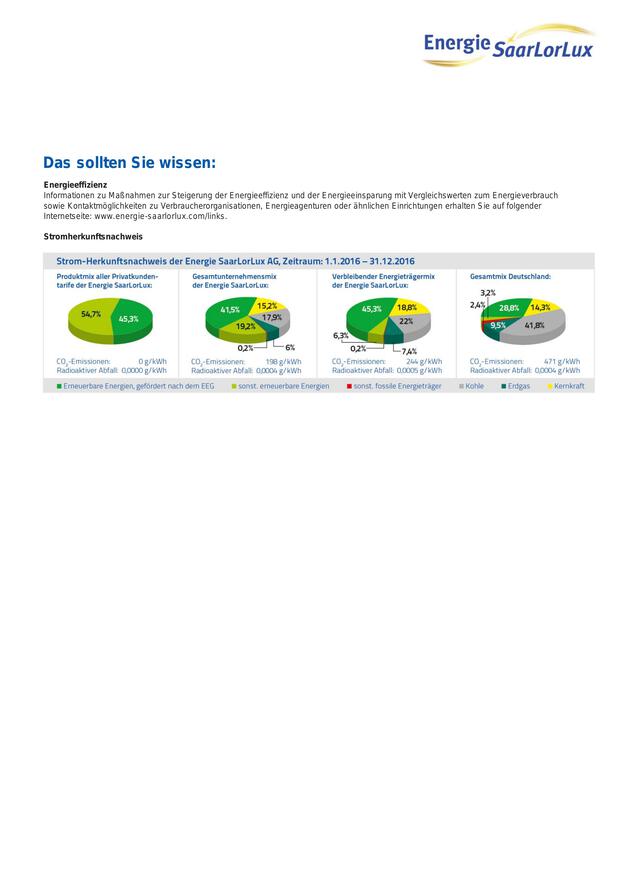 Energie SaarLorLux
Das sollten Sie wissen:
Energieeffizienz
Informationen zu Maßnahmen zur Steigerung der Energieeffizienz und der Energieeinsparung mit Vergleichswerten zum Energieverbrauch
sowie Kontaktmöglichkeiten zu Verbraucherorganisationen, Energieagenturen oder ähnlichen Einrichtungen erhalten Sie auf folgender
Internetseite: www.energie-saarlorlux.com/links.
Stromherkunftsnachweis
Strom-Herkunftsnachweis der Energie SaarLorLux AG, Zeitraum: 1.1.2016 – 31.12.2016
Produktmix aller Privatkunden-
tarife der Energie SaarLorLux:
54,7%
45,3%
CO₂-Emissionen: 0 g/kWh
Radioaktiver Abfall: 0,0000 g/kWh
Gesamtunternehmensmix
der Energie SaarLorLux:
41,5%
15,2%
17,9%
19,2%
0,2%
6%
CO₂-Emissionen: 198 g/kWh
Radioaktiver Abfall: 0,0004 g/kWh
Verbleibender Energieträgermix
der Energie SaarLorLux:
45,3%
18,8%
22%
6,3%
0,2%
7,4%
CO₂-Emissionen: 244 g/kWh
Radioaktiver Abfall: 0,0005 g/kWh
Gesamtmix Deutschland:
3,2%
2,4%
28,8%
14,3%
9,5%
41,8%
CO₂-Emissionen: 471 g/kWh
Radioaktiver Abfall: 0,0004 g/kWh
Erneuerbare Energien, gefördert nach dem EEG sonst. erneuerbare Energien sonst. fossile Energieträger Kohle Erdgas Kernkraft